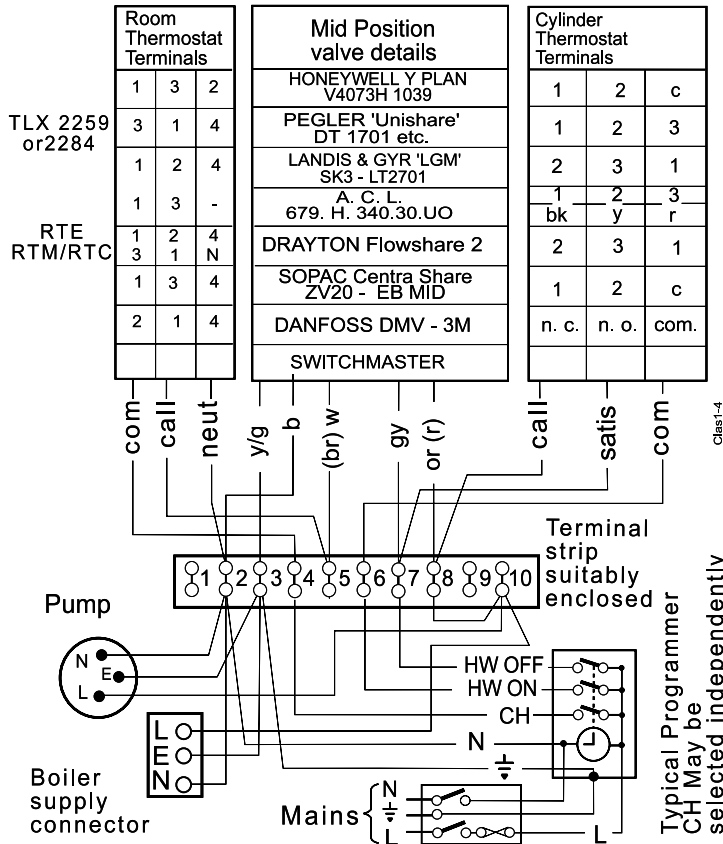 Room
Thermostat
Terminals
1 3 2
3 1 4
1 2 4
1 3 -
1 2 4
3 1 N
1 3 4
2 1 4
TLX 2259
or2284
RTE
RTM/RTC
Mid Position
valve details
HONEYWELL Y PLAN
V4073H 1039
PEGLER 'Unishare'
DT 1701 etc.
LANDIS & GYR 'LGM'
SK3 - LT2701
A. C. L.
679. H. 340.30.UO
DRAYTON Flowshare 2
SOPAC Centra Share
ZV20 - EB MID
DANFOSS DMV - 3M
SWITCHMASTER
Cylinder
Thermostat
Terminals
1 2 c
1 2 3
2 3 1
1 2 3
bk y r
2 3 1
1 2 c
n. c. n. o. com.
com
call
neut
y/g
b
(br) w
gy
or (r)
call
satis
com
Clas1-4
1 2 3 4 5 6 7 8 9 10
Terminal
strip
suitably
enclosed
Pump
N
E
L
HW OFF
HW ON
CH
N
L
E
N
Boiler
supply
connector
Mains
N
L
L
Typical Programmer
CH May be
selected independently